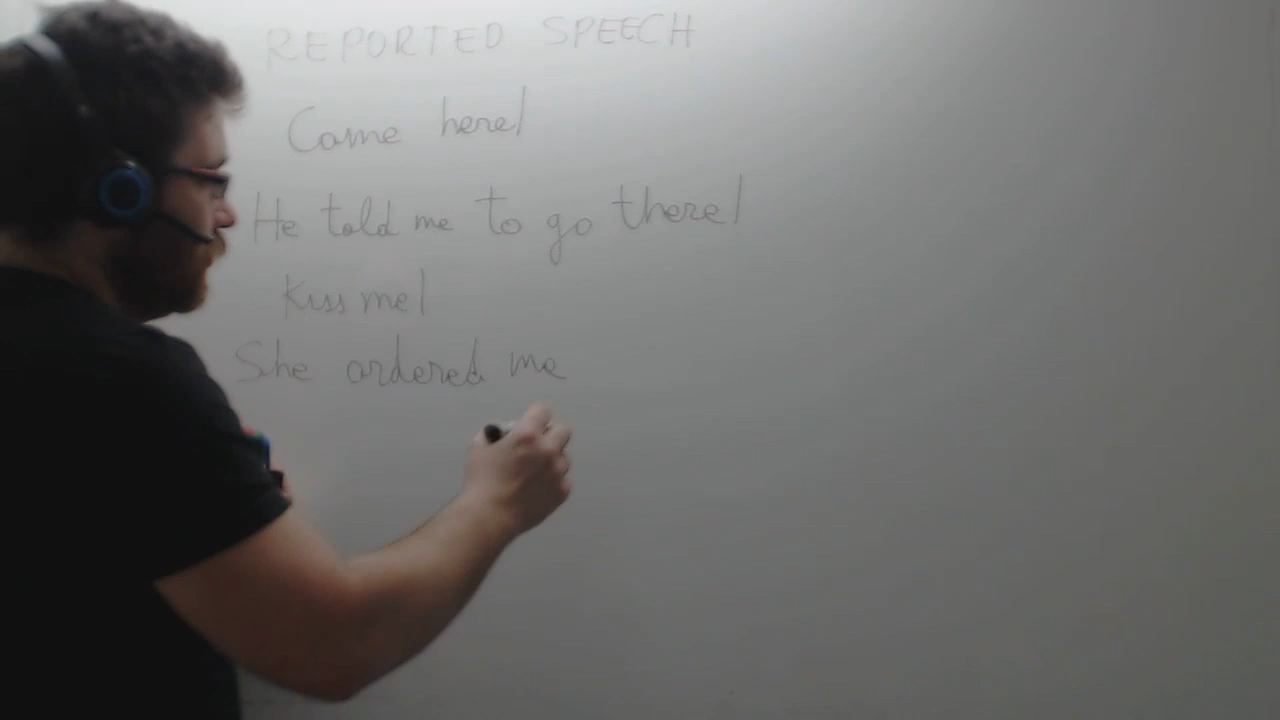 REPORTED SPEECH
Come here!
He told me to go there!
Kiss me!
She ordered me